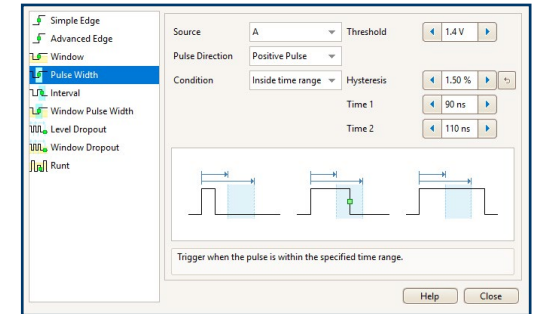 Simple Edge
Advanced Edge
Window
Pulse Width
Interval
Window Pulse Width
Level Dropout
Window Dropout
Runt
Source A Threshold 1.4 V
Pulse Direction Positive Pulse
Condition Inside time range Hysteresis 1.50 %
Time 1 90 ns
Time 2 110 ns
Trigger when the pulse is within the specified time range.
Help Close